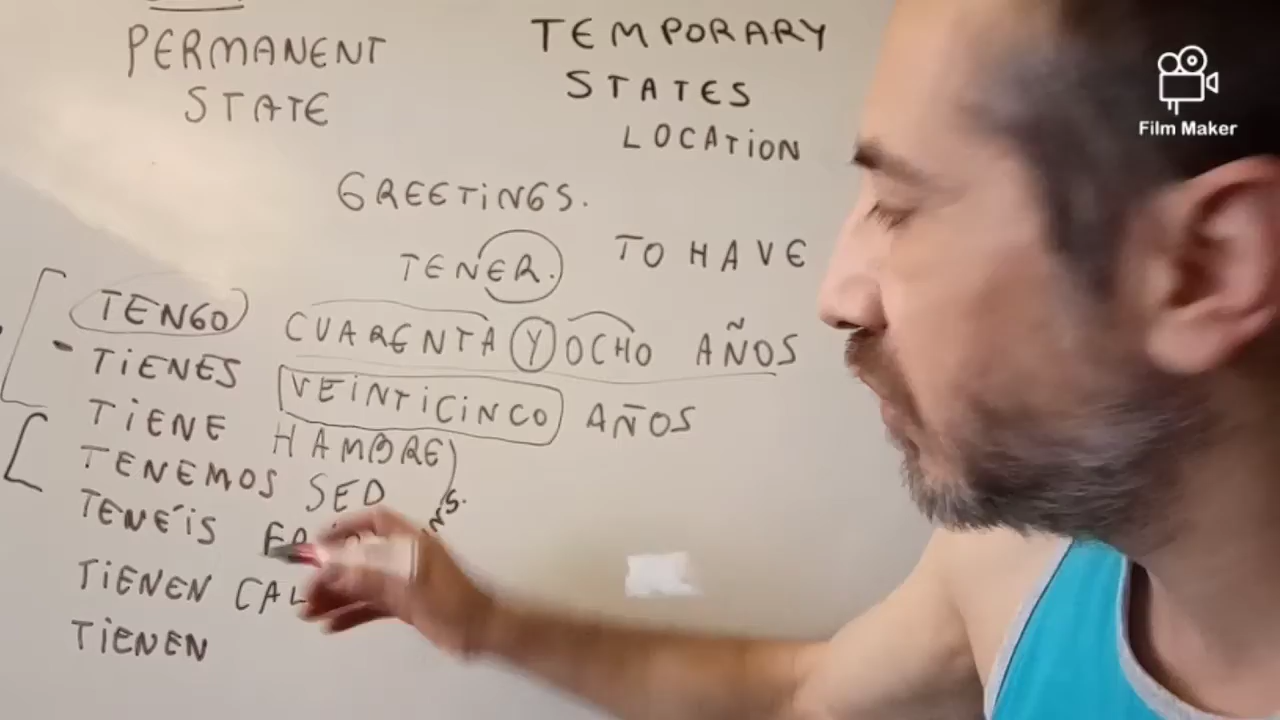 PERMANENT
STATE
TEMPORARY
STATES
LOCATION
GREETINGS.
TENER. TO HAVE
TENGO CUARENTA Y OCHO AÑOS
TIENES VEINTICINCO AÑOS
TIENE HAMBRE
TENEMOS SED
TENÉIS
TIENEN
TIENEN
Film Maker